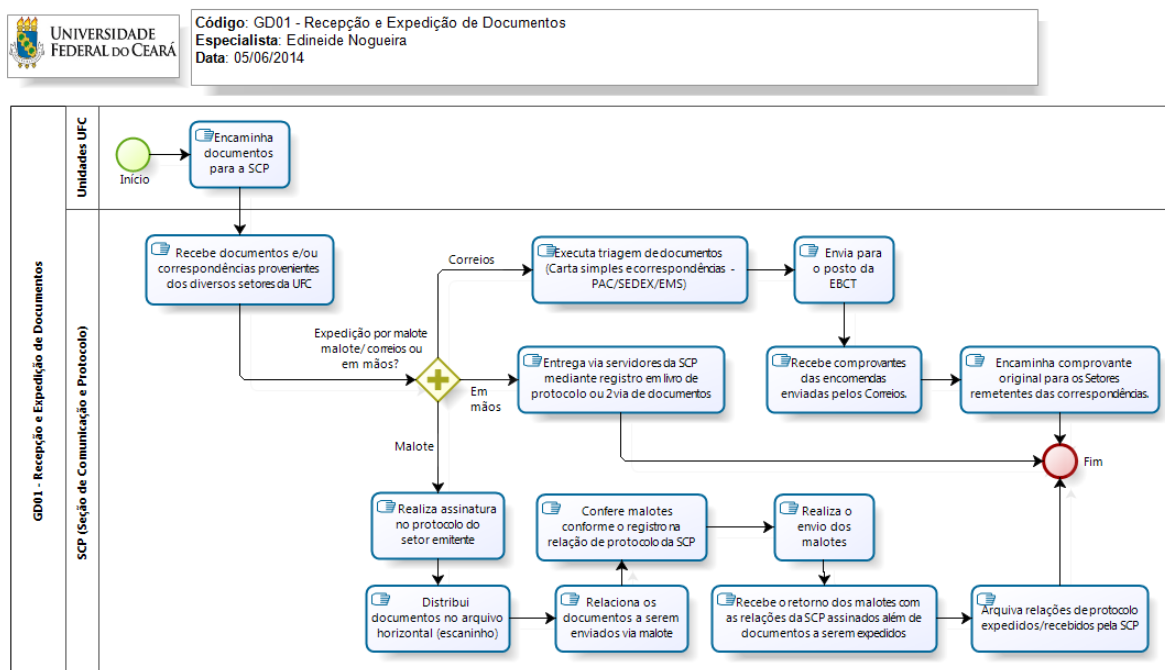 UNIVERSIDADE
FEDERAL DO CEARÁ
Código: GD01 - Recepção e Expedição de Documentos
Especialista: Edineide Nogueira
Data: 05/06/2014
GD01 - Recepção e Expedição de Documentos
Unidades UFC
Início
Encaminha
documentos
para a SCP
SCP (Seção de Comunicação e Protocolo)
Recebe documentos e/ou
correspondências provenientes
dos diversos setores da UFC
Expedição por malote
malote/ correios ou
em mãos?
Correios
Executa triagem de documentos
(Carta simples e correspondências -
PAC/SEDEX/EMS)
Envia para
o posto da
EBCT
Recebe comprovantes
das encomendas
enviadas pelos Correios.
Encaminha comprovante
original para os Setores
remetentes das correspondências.
Em
mãos
Entrega via servidores da SCP
mediante registro em livro de
protocolo ou 2via de documentos
Fim
Malote
Realiza assinatura
no protocolo do
setor emitente
Distribui
documentos no arquivo
horizontal (escaninho)
Relaciona os
documentos a serem
enviados via malote
Confere malotes
conforme o registro na
relação de protocolo da SCP
Realiza o
envio dos
malotes
Recebe o retorno dos malotes com
as relações da SCP assinados além de
documentos a serem expedidos
Arquiva relações de protocolo
expedidos/recebidos pela SCP